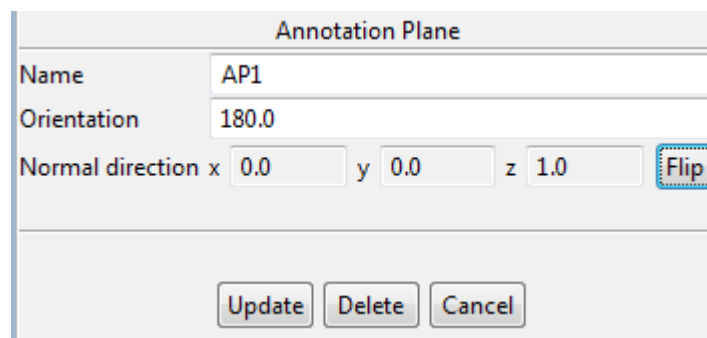 Annotation Plane
Name AP1
Orientation 180.0
Normal direction x 0.0 y 0.0 z 1.0 Flip
Update Delete Cancel